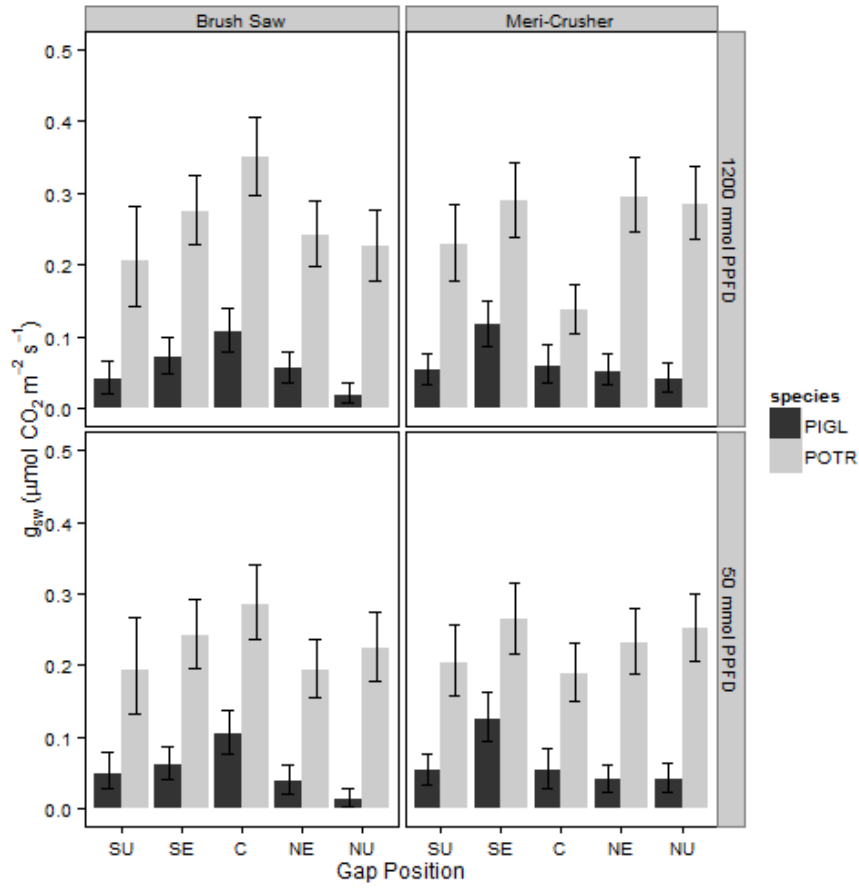 Brush Saw
Meri-Crusher
0.5
0.4
0.3
0.2
0.1
0.0
1200 mmol PPFD
0.5
0.4
0.3
0.2
0.1
0.0
50 mmol PPFD
g_sw (µmol CO₂ m⁻² s⁻¹)
SU SE C NE NU
SU SE C NE NU
Gap Position
species
PIGL
POTR